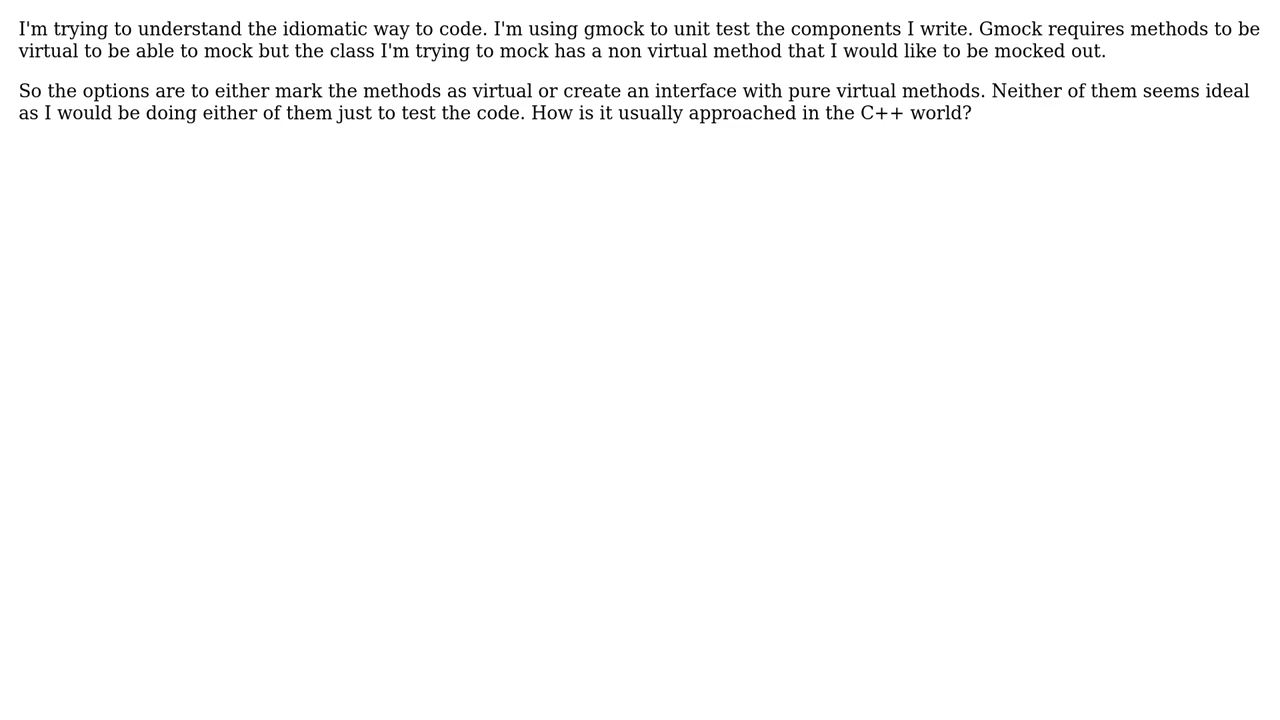 I'm trying to understand the idiomatic way to code. I'm using gmock to unit test the components I write. Gmock requires methods to be
virtual to be able to mock but the class I'm trying to mock has a non virtual method that I would like to be mocked out.
So the options are to either mark the methods as virtual or create an interface with pure virtual methods. Neither of them seems ideal
as I would be doing either of them just to test the code. How is it usually approached in the C++ world?